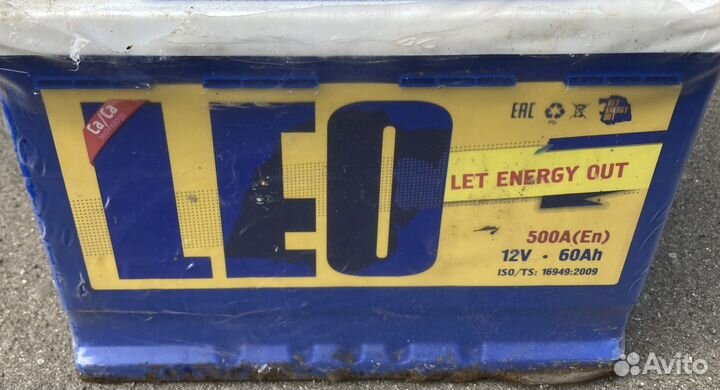 Ca/Ca
LEO
EAC
Pb
LET ENERGY OUT
LET ENERGY OUT
500A(En)
12V · 60Ah
ISO/TS: 16949:2009
Avito